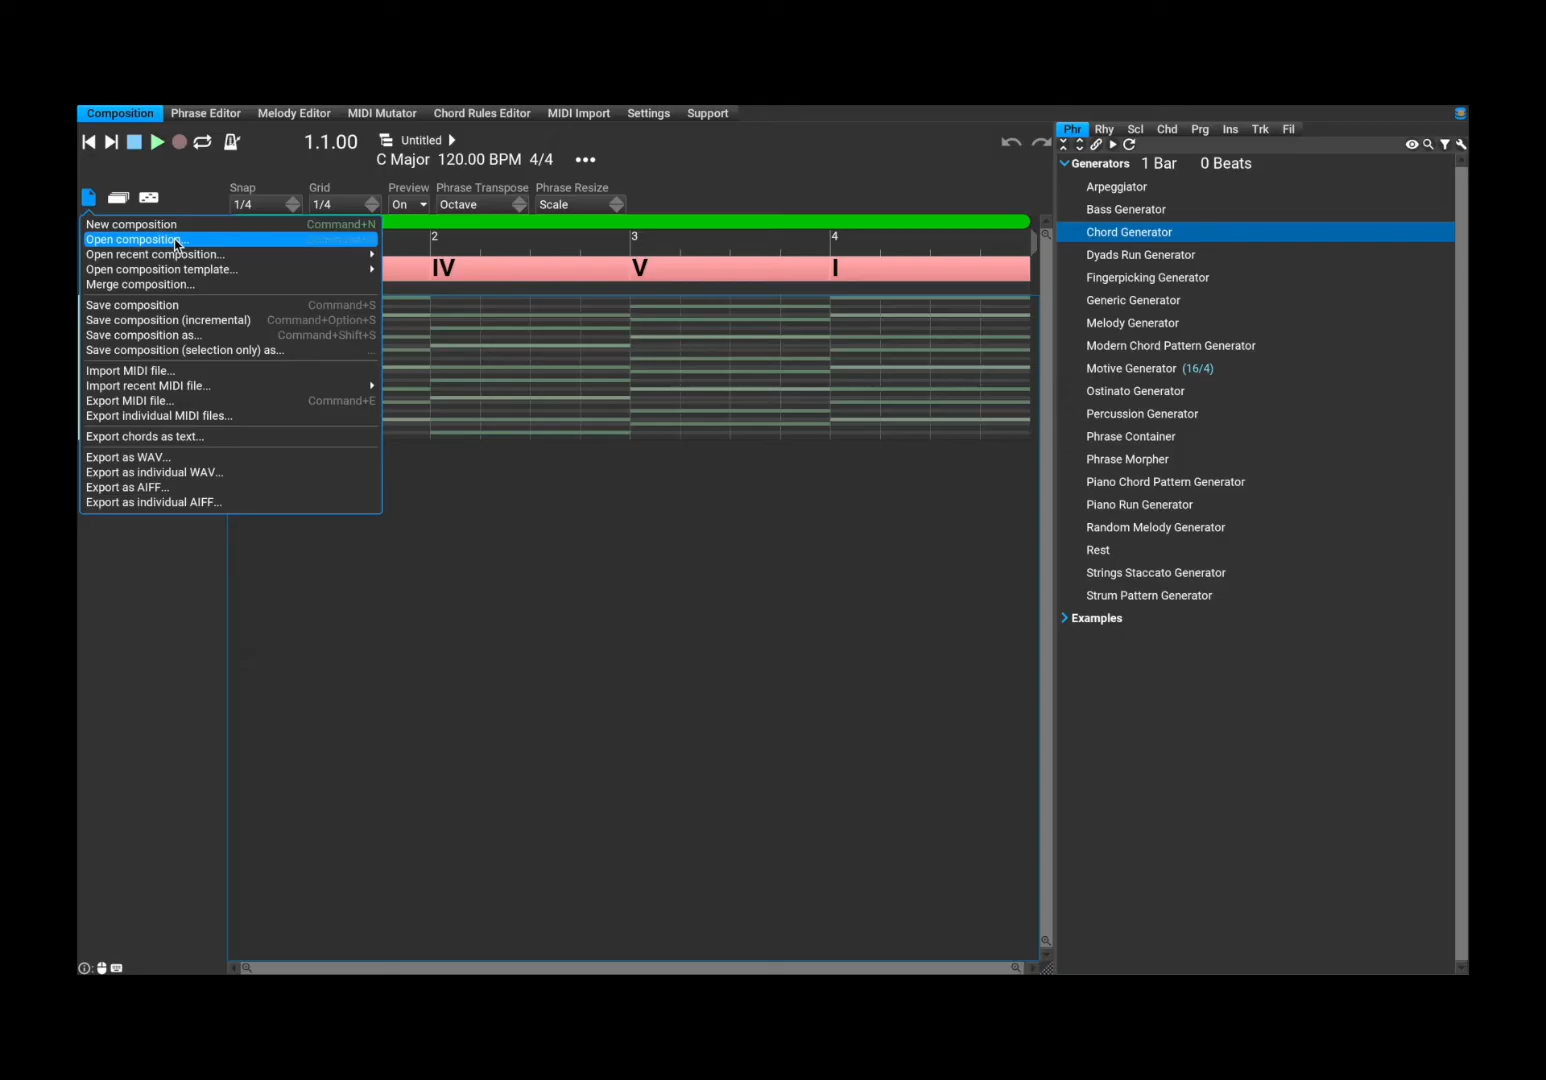 Composition Phrase Editor Melody Editor MIDI Mutator Chord Rules Editor MIDI Import Settings Support
1.1.00
Untitled
C Major 120.00 BPM 4/4 •••
Snap Grid Preview Phrase Transpose Phrase Resize
1/4 1/4 On Octave Scale
New composition Command+N
Open composition...
Open recent composition...
Open composition template...
Merge composition...
Save composition Command+S
Save composition (incremental) Command+Option+S
Save composition as... Command+Shift+S
Save composition (selection only) as... ...
Import MIDI file...
Import recent MIDI file...
Export MIDI file... Command+E
Export individual MIDI files...
Export chords as text...
Export as WAV...
Export as individual WAV...
Export as AIFF...
Export as individual AIFF...
2 3 4
IV V I
Phr Rhy Scl Chd Prg Ins Trk Fil
Generators 1 Bar 0 Beats
Arpeggiator
Bass Generator
Chord Generator
Dyads Run Generator
Fingerpicking Generator
Generic Generator
Melody Generator
Modern Chord Pattern Generator
Motive Generator (16/4)
Ostinato Generator
Percussion Generator
Phrase Container
Phrase Morpher
Piano Chord Pattern Generator
Piano Run Generator
Random Melody Generator
Rest
Strings Staccato Generator
Strum Pattern Generator
Examples